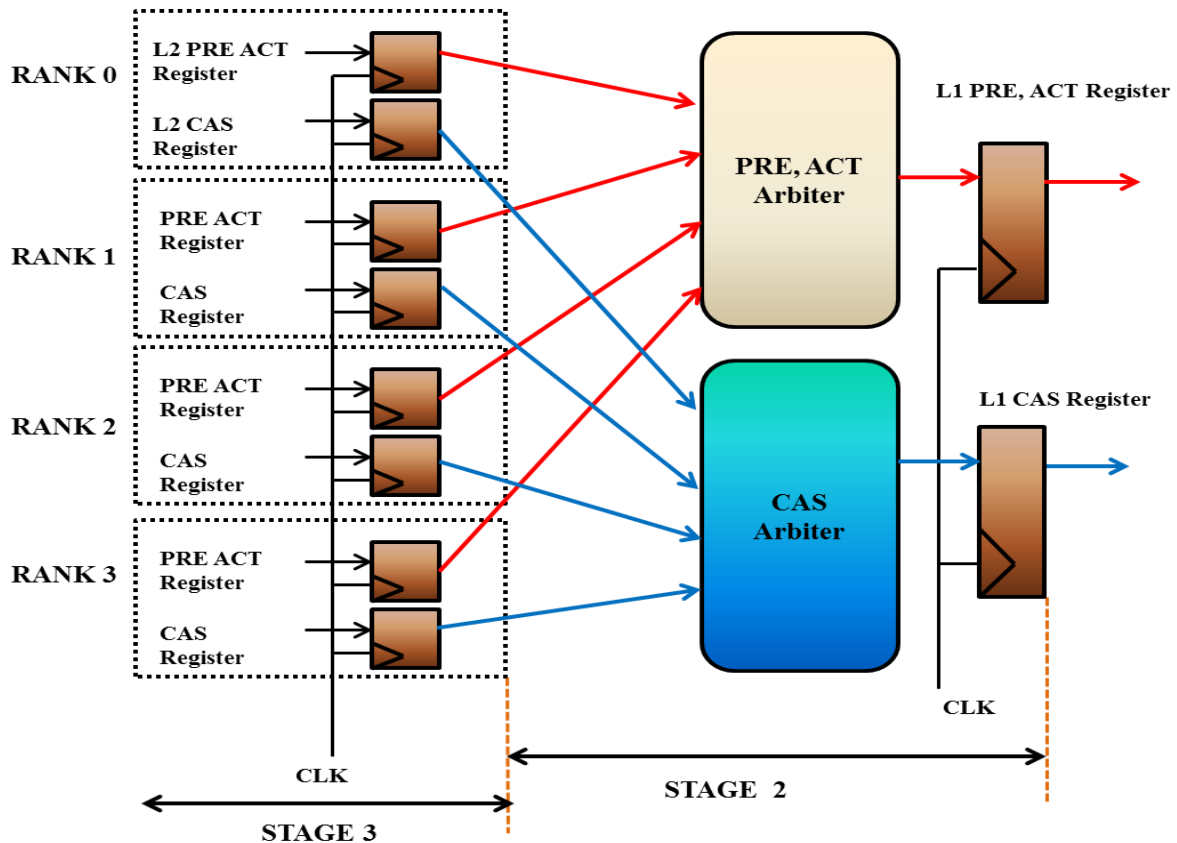 RANK 0
L2 PRE ACT
Register
L2 CAS
Register
RANK 1
PRE ACT
Register
CAS
Register
RANK 2
PRE ACT
Register
CAS
Register
RANK 3
PRE ACT
Register
CAS
Register
CLK
STAGE 3
PRE, ACT
Arbiter
CAS
Arbiter
L1 PRE, ACT Register
L1 CAS Register
CLK
STAGE 2